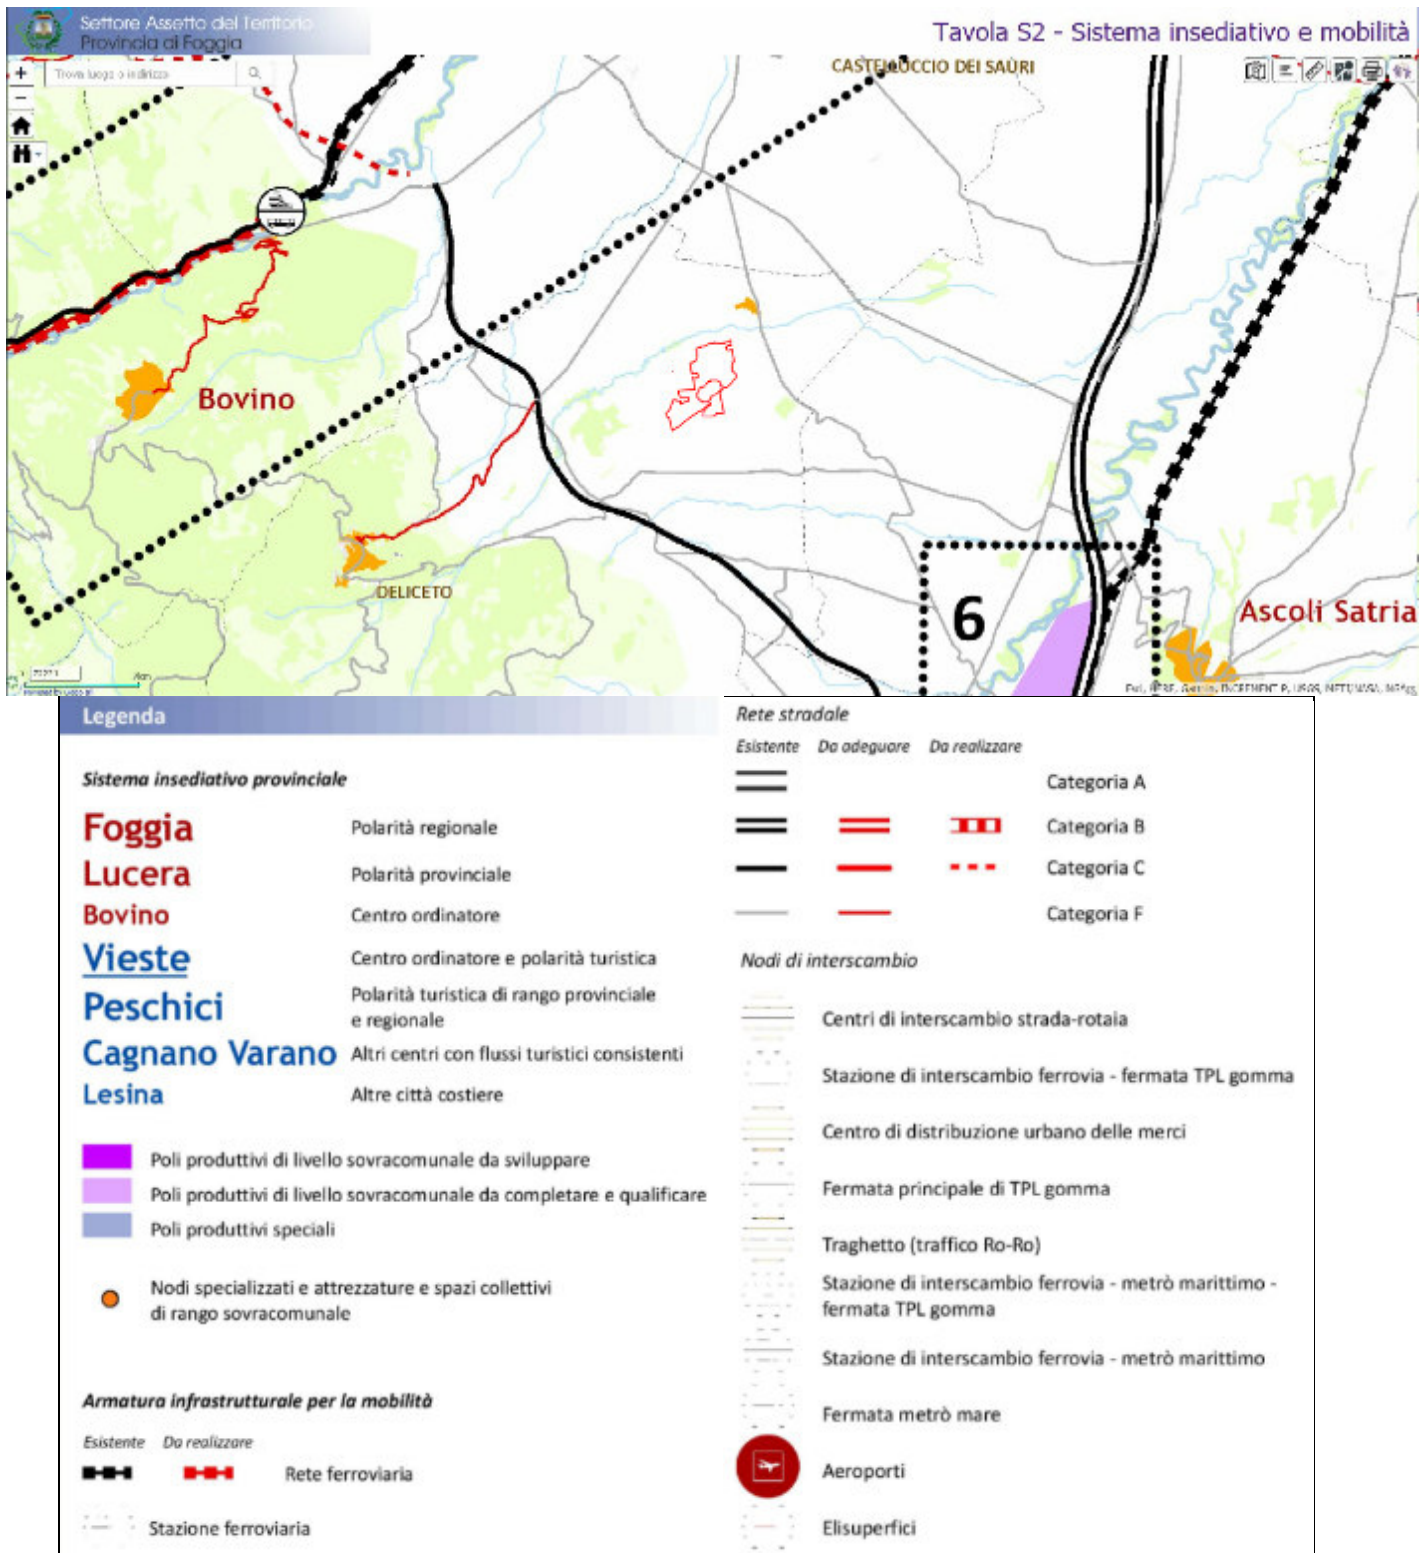 Settore Assetto del Territorio
Provincia di Foggia
Tavola S2 - Sistema insediativo e mobilità
Trova luogo o indirizzo
CASTELLUCCIO DEI SAÙRI
Bovino
DELICETO
6
Ascoli Satria
Legenda
Sistema insediativo provinciale
Foggia Polarità regionale
Lucera Polarità provinciale
Bovino Centro ordinatore
Vieste Centro ordinatore e polarità turistica
Peschici Polarità turistica di rango provinciale
e regionale
Cagnano Varano Altri centri con flussi turistici consistenti
Lesina Altre città costiere
Poli produttivi di livello sovracomunale da sviluppare
Poli produttivi di livello sovracomunale da completare e qualificare
Poli produttivi speciali
Nodi specializzati e attrezzature e spazi collettivi
di rango sovracomunale
Armatura infrastrutturale per la mobilità
Esistente Da realizzare
Rete ferroviaria
Stazione ferroviaria
Rete stradale
Esistente Da adeguare Da realizzare
Categoria A
Categoria B
Categoria C
Categoria F
Nodi di interscambio
Centri di interscambio strada-rotaia
Stazione di interscambio ferrovia - fermata TPL gomma
Centro di distribuzione urbano delle merci
Fermata principale di TPL gomma
Traghetto (traffico Ro-Ro)
Stazione di interscambio ferrovia - metrò marittimo -
fermata TPL gomma
Stazione di interscambio ferrovia - metrò marittimo
Fermata metrò mare
Aeroporti
Elisuperfici